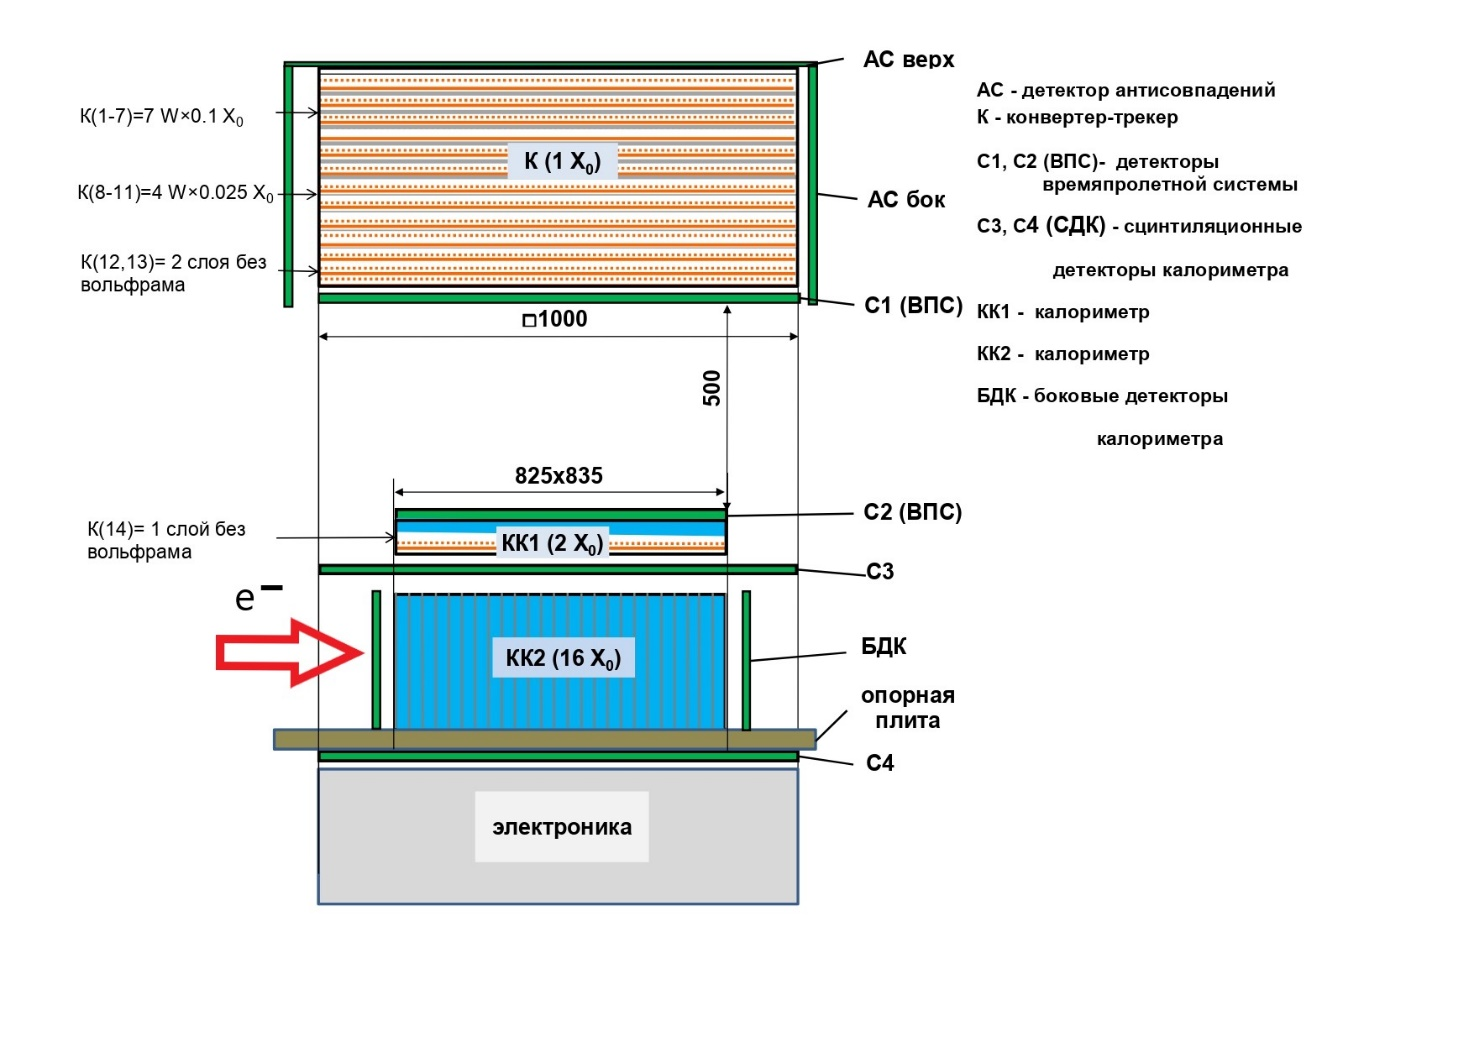 АС верх
К(1-7)=7 W×0.1 X₀
К (1 X₀)
К(8-11)=4 W×0.025 X₀
АС бок
К(12,13)= 2 слоя без
вольфрама
С1 (ВПС)
□1000
500
825x835
К(14)= 1 слой без
вольфрама
С2 (ВПС)
КК1 (2 X₀)
С3
e⁻
КК2 (16 X₀)
БДК
опорная
плита
С4
электроника
АС - детектор антисовпадений
К - конвертер-трекер
С1, С2 (ВПС)- детекторы
времяпролетной системы
С3, С4 (СДК) - сцинтиляционные
детекторы калориметра
КК1 - калориметр
КК2 - калориметр
БДК - боковые детекторы
калориметра